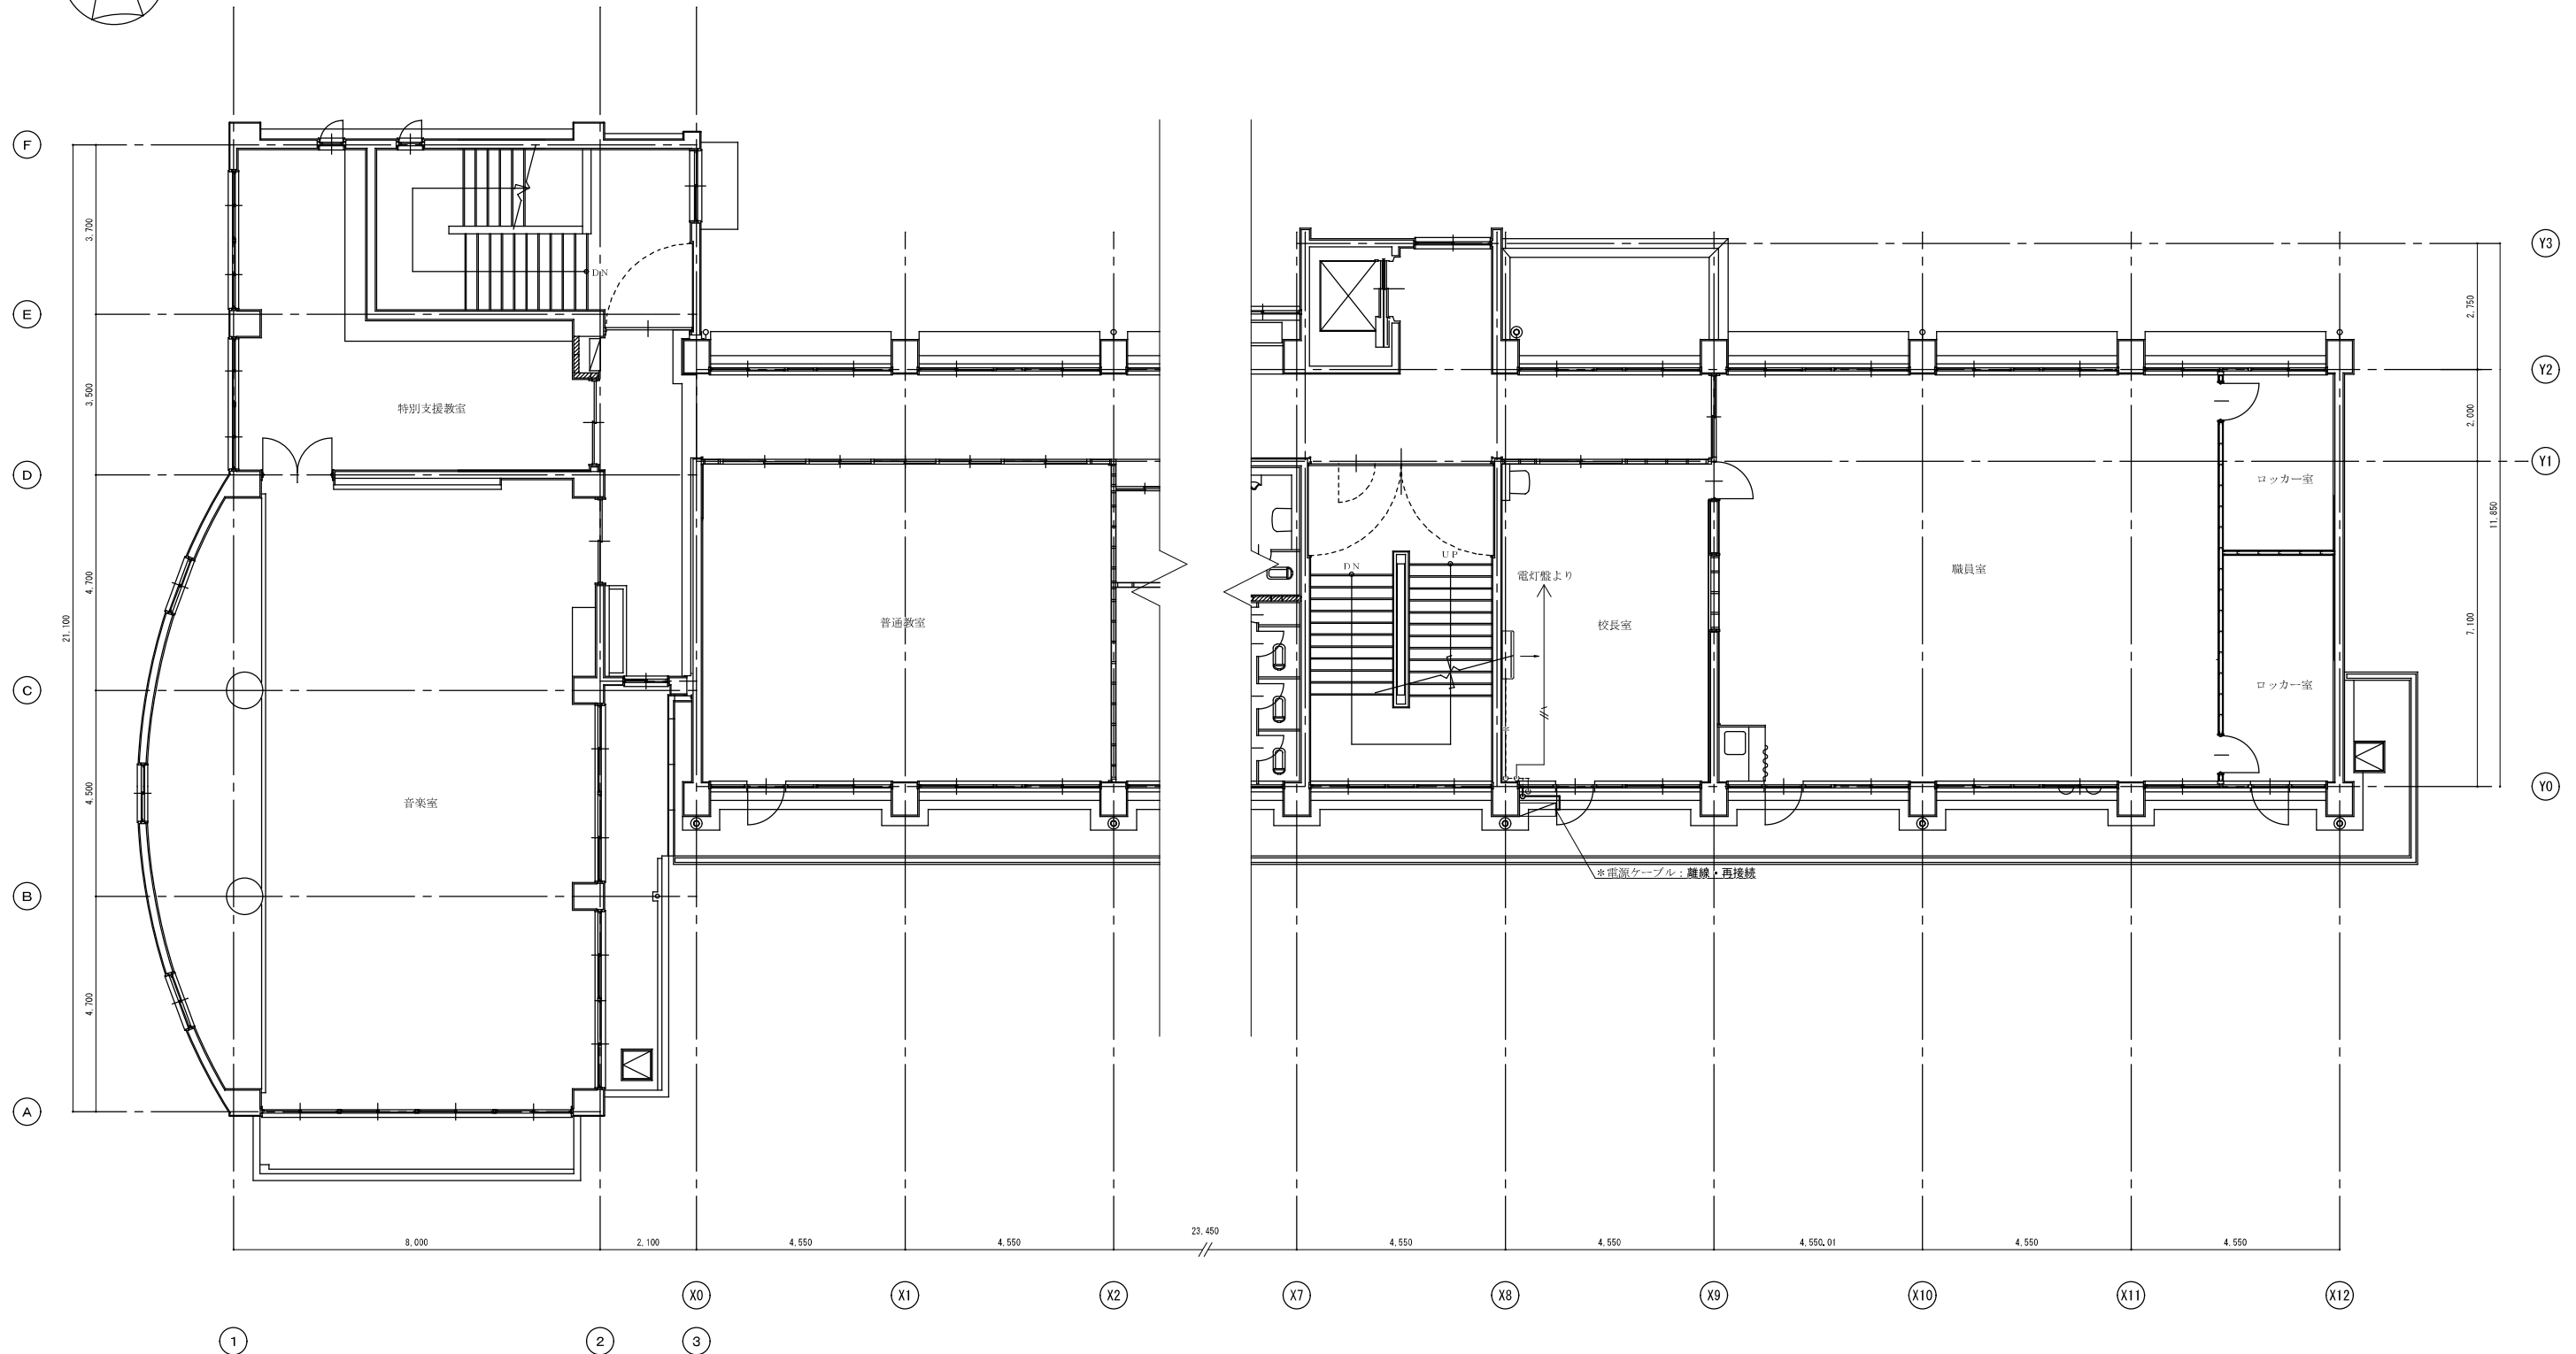 F
E
D
C
B
A
Y3
Y2
Y1
Y0
3,700
3,500
4,700
4,500
4,700
21,100
2,750
2,000
7,100
11,850
DN
特別支援教室
音楽室
普通教室
DN
UP
電灯盤より
校長室
職員室
ロッカー室
ロッカー室
＊電源ケーブル：離線・再接続
8,000
2,100
4,550
4,550
23,450
4,550
4,550
4,550.01
4,550
4,550
X0
X1
X2
X7
X8
X9
X10
X11
X12
1
2
3